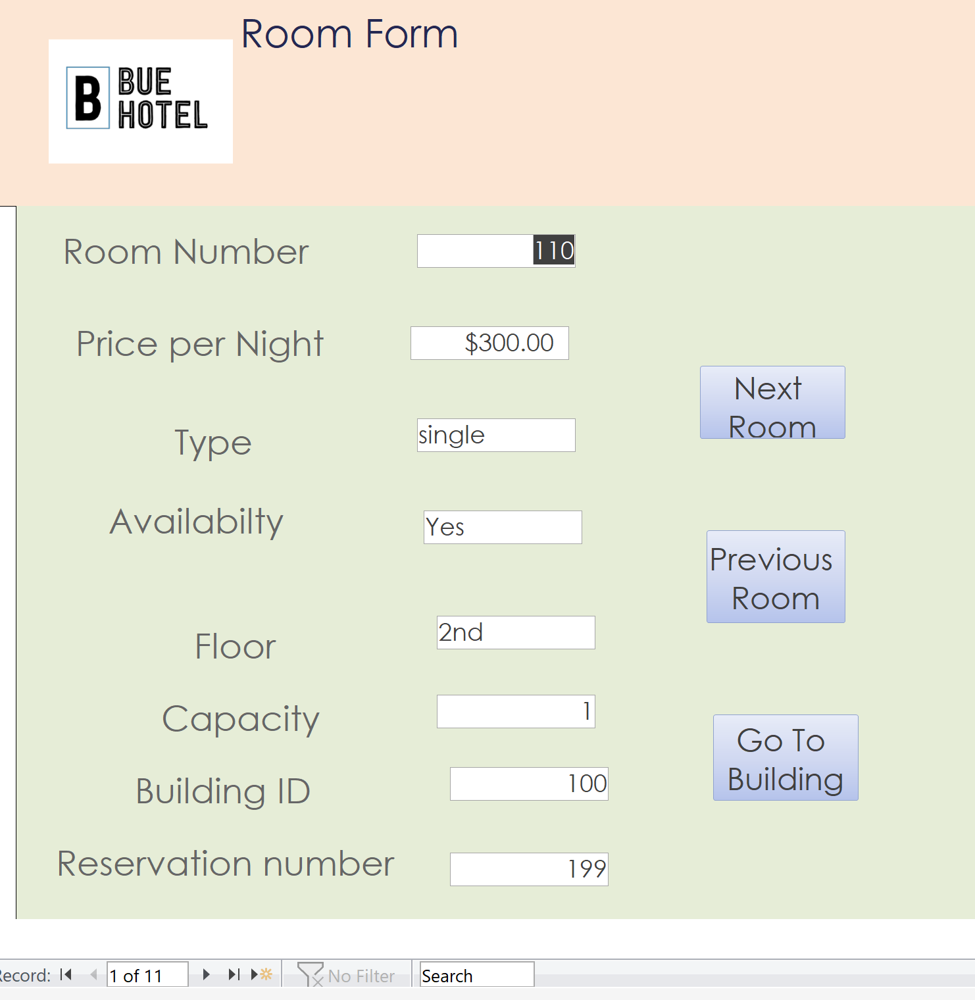 Room Form
B
BUE
HOTEL
Room Number 110
Price per Night $300.00
Next
Room
Type single
Availabilty Yes
Previous
Room
Floor 2nd
Capacity 1
Go To
Building
Building ID 100
Reservation number 199
Record: 1 of 11 No Filter Search